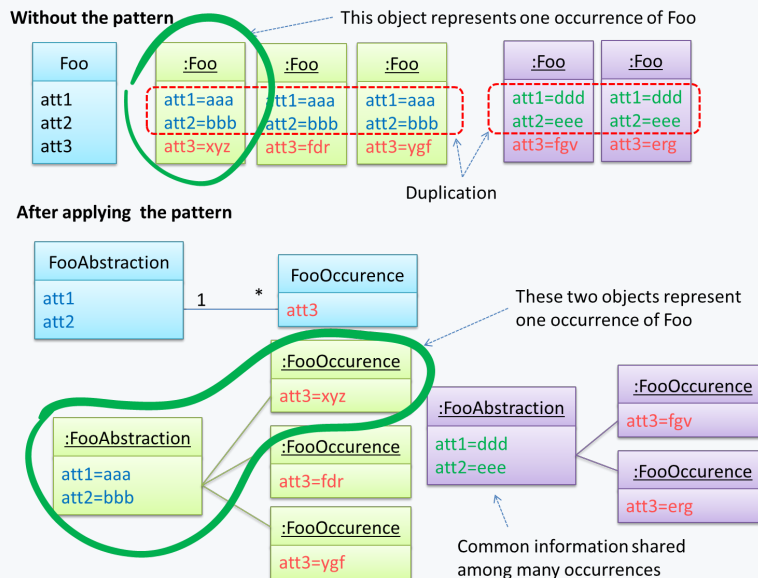 Without the pattern
This object represents one occurrence of Foo
Foo
att1
att2
att3
:Foo
att1=aaa
att2=bbb
att3=xyz
:Foo
att1=aaa
att2=bbb
att3=fdr
:Foo
att1=aaa
att2=bbb
att3=ygf
:Foo
att1=ddd
att2=eee
att3=fgv
:Foo
att1=ddd
att2=eee
att3=erg
Duplication
After applying the pattern
FooAbstraction
att1
att2
1
*
FooOccurence
att3
These two objects represent
one occurrence of Foo
:FooAbstraction
att1=aaa
att2=bbb
:FooOccurence
att3=xyz
:FooOccurence
att3=fdr
:FooOccurence
att3=ygf
:FooAbstraction
att1=ddd
att2=eee
:FooOccurence
att3=fgv
:FooOccurence
att3=erg
Common information shared
among many occurrences